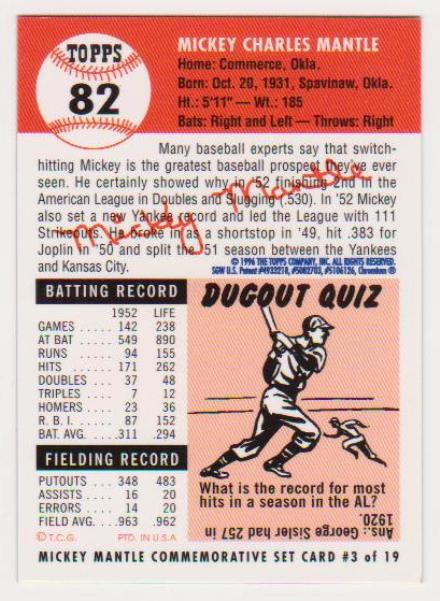 TOPPS
82
MICKEY CHARLES MANTLE
Home: Commerce, Okla.
Born: Oct. 20, 1931, Spavinaw, Okla.
Ht.: 5'11" — Wt.: 185
Bats: Right and Left — Throws: Right
Many baseball experts say that switch-
hitting Mickey is the greatest baseball prospect they've ever
seen. He certainly showed why in '52 finishing 2nd in the
American League in Doubles and Slugging (.530). In '52 Mickey
also set a new Yankee record and led the League with 111
Strikeouts. He broke in as a shortstop in '49, hit .383 for
Joplin in '50 and split the '51 season between the Yankees
and Kansas City.
Mickey Mantle
© 1996 THE TOPPS COMPANY, INC. ALL RIGHTS RESERVED.
SGW U.S. Patent #4933218, #5082703, #5106126, Chromium ®
BATTING RECORD
1952 LIFE
GAMES .... 142 238
AT BAT .... 549 890
RUNS .... 94 155
HITS .... 171 262
DOUBLES .... 37 48
TRIPLES .... 7 12
HOMERS .... 23 36
R. B. I. .... 87 152
BAT. AVG. .... .311 .294
FIELDING RECORD
PUTOUTS .... 348 483
ASSISTS .... 16 20
ERRORS .... 14 20
FIELD AVG. .... .963 .962
© T.C.G. PTD. IN U.S.A
DUGOUT QUIZ
What is the record for most
hits in a season in the AL?
Ans.: George Sisler had 257 in
1920.
MICKEY MANTLE COMMEMORATIVE SET CARD #3 of 19